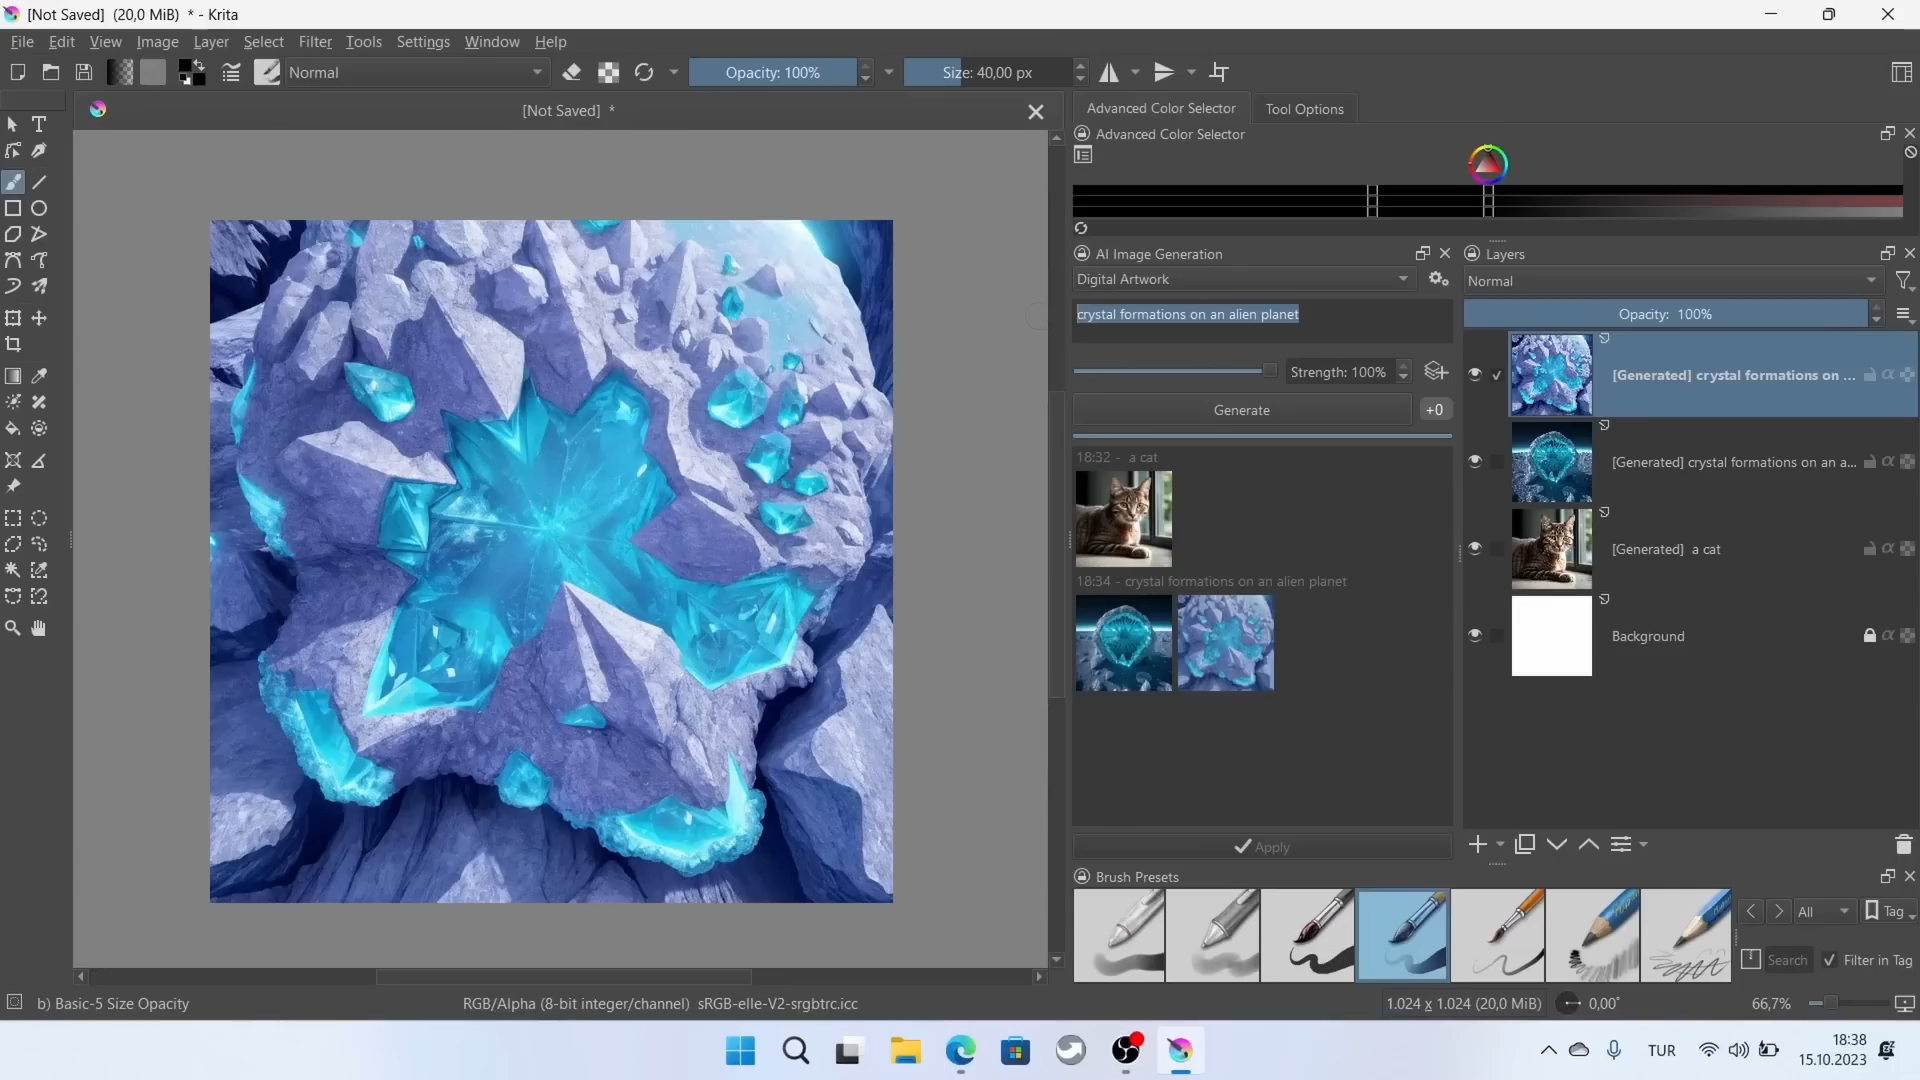 [Not Saved]  (20,0 MiB)  * - Krita
File Edit View Image Layer Select Filter Tools Settings Window Help
Normal
Opacity: 100%
Size: 40,00 px
[Not Saved]  *
Advanced Color Selector
Tool Options
Advanced Color Selector
AI Image Generation
Digital Artwork
crystal formations on an alien planet
Strength: 100%
Generate
+0
18:32 -  a cat
18:34 - crystal formations on an alien planet
Apply
Layers
Normal
Opacity:  100%
[Generated] crystal formations on ...
[Generated] crystal formations on an a...
[Generated]  a cat
Background
Brush Presets
All
Tag
Search
Filter in Tag
b) Basic-5 Size Opacity
RGB/Alpha (8-bit integer/channel)  sRGB-elle-V2-srgbtrc.icc
1.024 x 1.024 (20,0 MiB)
0,00°
66,7%
TUR
18:38
15.10.2023